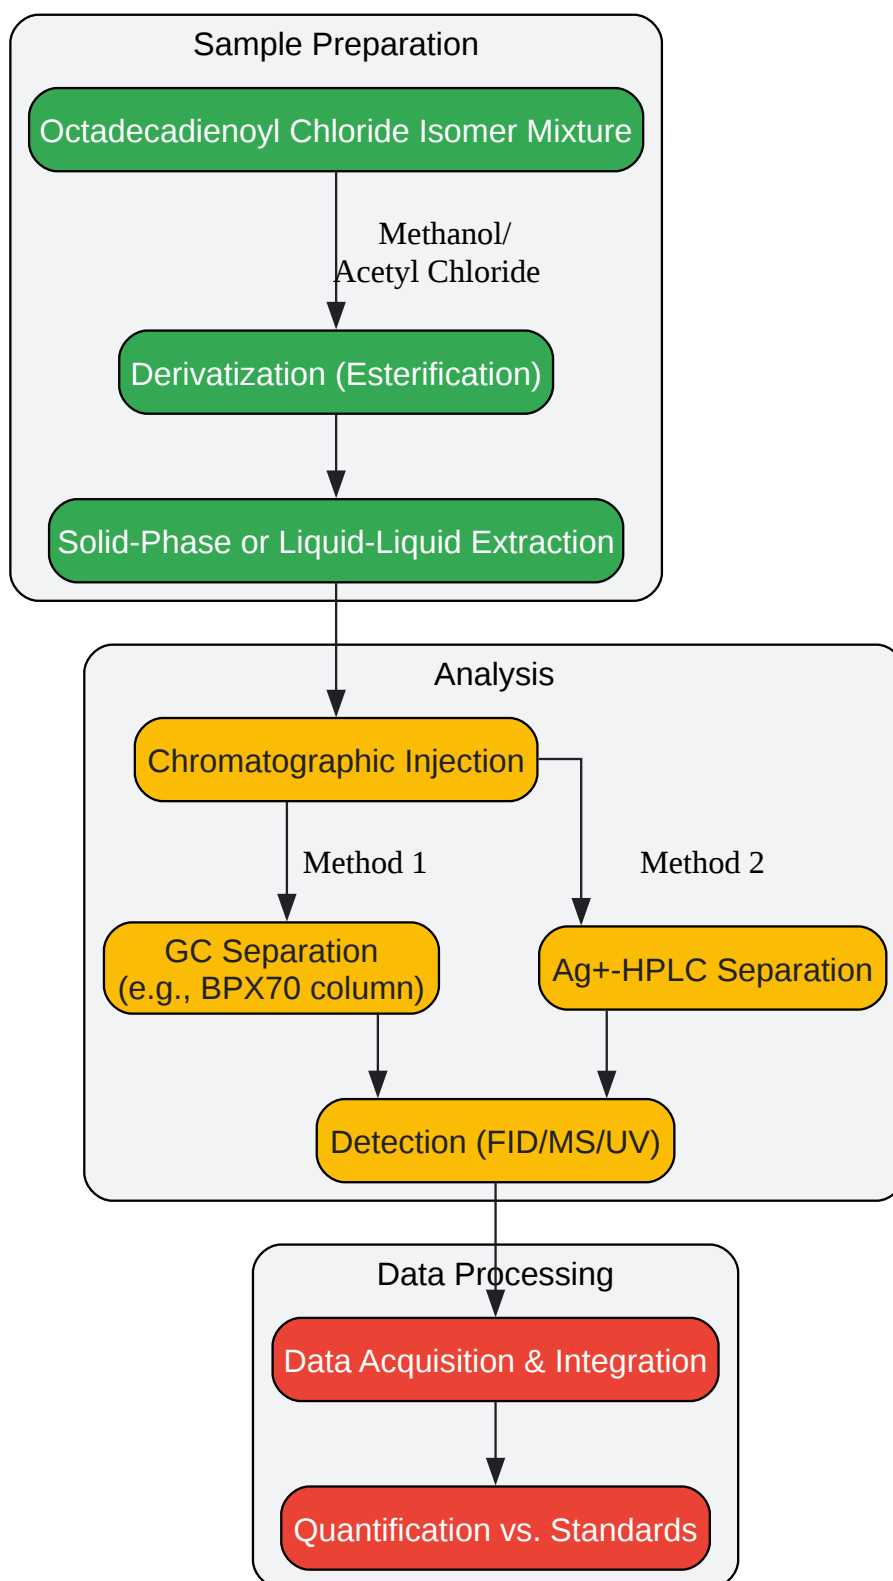 Sample Preparation
Octadecadienoyl Chloride Isomer Mixture
Methanol/
Acetyl Chloride
Derivatization (Esterification)
Solid-Phase or Liquid-Liquid Extraction
Analysis
Chromatographic Injection
Method 1
Method 2
GC Separation
(e.g., BPX70 column)
Ag+-HPLC Separation
Detection (FID/MS/UV)
Data Processing
Data Acquisition & Integration
Quantification vs. Standards